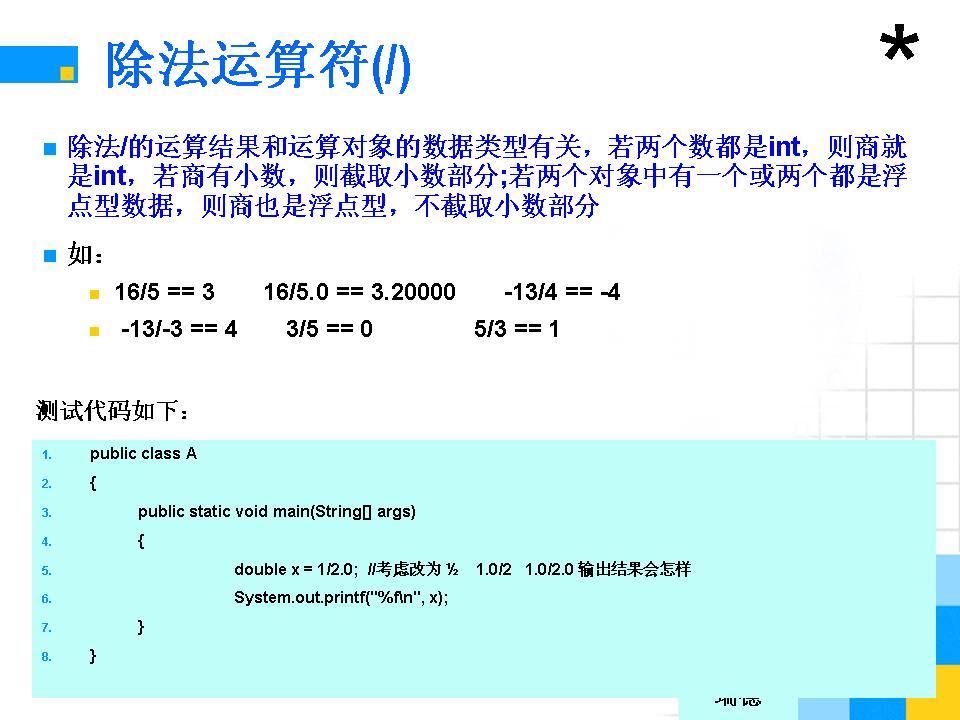 除法运算符(/)
*
除法/的运算结果和运算对象的数据类型有关，若两个数都是int，则商就
是int，若商有小数，则截取小数部分;若两个对象中有一个或两个都是浮
点型数据，则商也是浮点型，不截取小数部分
如：
16/5 == 3 16/5.0 == 3.20000 -13/4 == -4
-13/-3 == 4 3/5 == 0 5/3 == 1
测试代码如下：
1. public class A
2. {
3. public static void main(String[] args)
4. {
5. double x = 1/2.0; //考虑改为 ½ 1.0/2 1.0/2.0 输出结果会怎样
6. System.out.printf("%f\n", x);
7. }
8. }